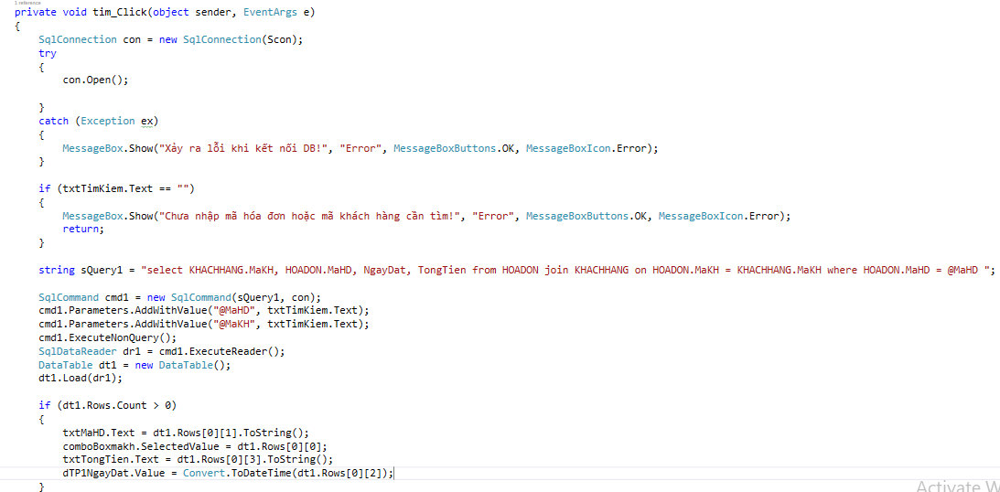 1 reference
private void tim_Click(object sender, EventArgs e)
{
SqlConnection con = new SqlConnection(Scon);
try
{
con.Open();
}
catch (Exception ex)
{
MessageBox.Show("Xảy ra lỗi khi kết nối DB!", "Error", MessageBoxButtons.OK, MessageBoxIcon.Error);
}
if (txtTimKiem.Text == "")
{
MessageBox.Show("Chưa nhập mã hóa đơn hoặc mã khách hàng cần tìm!", "Error", MessageBoxButtons.OK, MessageBoxIcon.Error);
return;
}
string sQuery1 = "select KHACHHANG.MaKH, HOADON.MaHD, NgayDat, TongTien from HOADON join KHACHHANG on HOADON.MaKH = KHACHHANG.MaKH where HOADON.MaHD = @MaHD ";
SqlCommand cmd1 = new SqlCommand(sQuery1, con);
cmd1.Parameters.AddWithValue("@MaHD", txtTimKiem.Text);
cmd1.Parameters.AddWithValue("@MaKH", txtTimKiem.Text);
cmd1.ExecuteNonQuery();
SqlDataReader dr1 = cmd1.ExecuteReader();
DataTable dt1 = new DataTable();
dt1.Load(dr1);
if (dt1.Rows.Count > 0)
{
txtMaHD.Text = dt1.Rows[0][1].ToString();
comboBoxmakh.SelectedValue = dt1.Rows[0][0];
txtTongTien.Text = dt1.Rows[0][3].ToString();
dTP1NgayDat.Value = Convert.ToDateTime(dt1.Rows[0][2]);
}
Activate W